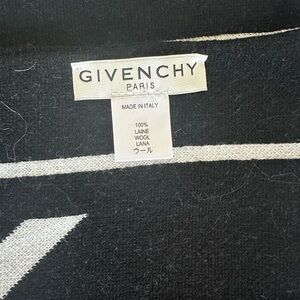 GIVENCHY
PARIS
MADE IN ITALY
100%
LAINE
WOOL
LANA
ウール